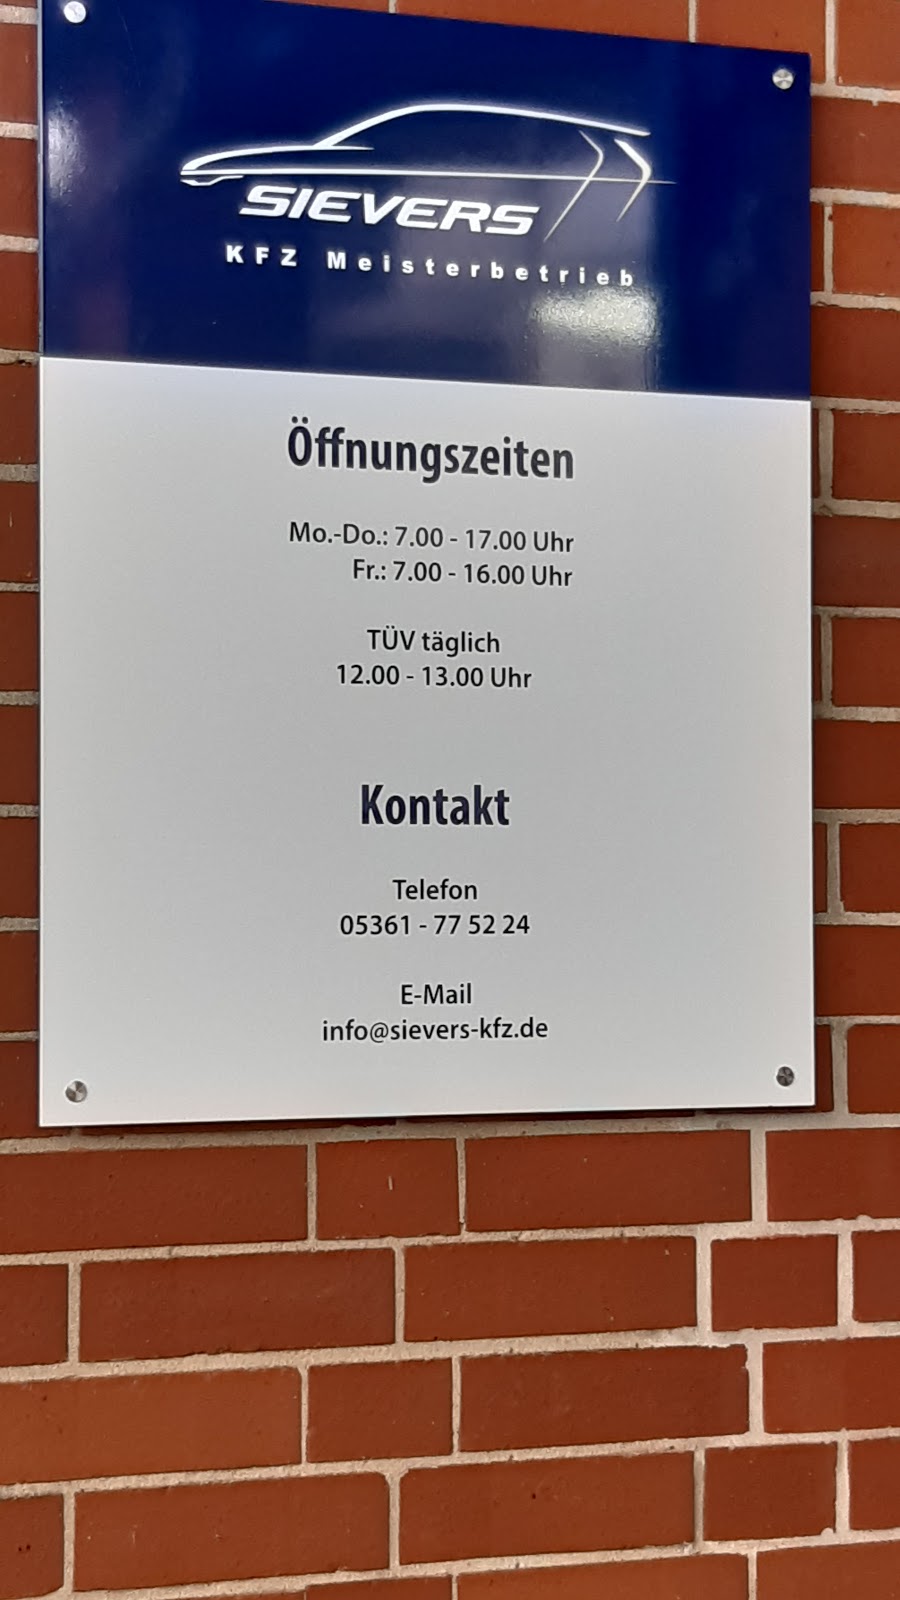 SIEVERS
KFZ Meisterbetrieb
Öffnungszeiten
Mo.-Do.: 7.00 - 17.00 Uhr
Fr.: 7.00 - 16.00 Uhr
TÜV täglich
12.00 - 13.00 Uhr
Kontakt
Telefon
05361 - 77 52 24
E-Mail
info@sievers-kfz.de